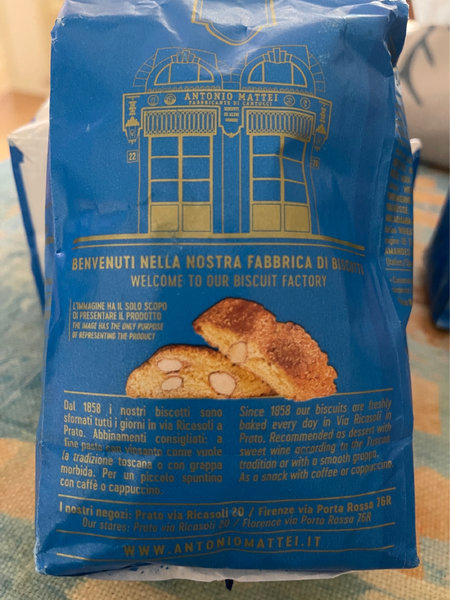 ANTONIO MATTEI
FABBRICANTE DI CANTUCCI
22
BENVENUTI NELLA NOSTRA FABBRICA DI BISCOTTI
WELCOME TO OUR BISCUIT FACTORY
L'IMMAGINE HA IL SOLO SCOPO
DI PRESENTARE IL PRODOTTO
THE IMAGE HAS THE ONLY PURPOSE
OF REPRESENTING THE PRODUCT
Dal 1858 i nostri biscotti sono
sfornati tutti i giorni in via Ricasoli a
Prato. Abbinamenti consigliati: a
fine pasto con vinsanto come vuole
la tradizione toscana o con grappa
morbida. Per un piccolo spuntino
con caffè o cappuccino.
Since 1858 our biscuits are freshly
baked every day in Via Ricasoli in
Prato. Recommended as dessert with
sweet wine according to the Tuscan
tradition or with a smooth grappa.
As a snack with coffee or cappuccino.
I nostri negozi: Prato via Ricasoli 20 / Firenze via Porta Rossa 76R
Our stores: Prato via Ricasoli 20 / Florence via Porta Rossa 76R
WWW.ANTONIOMATTEI.IT